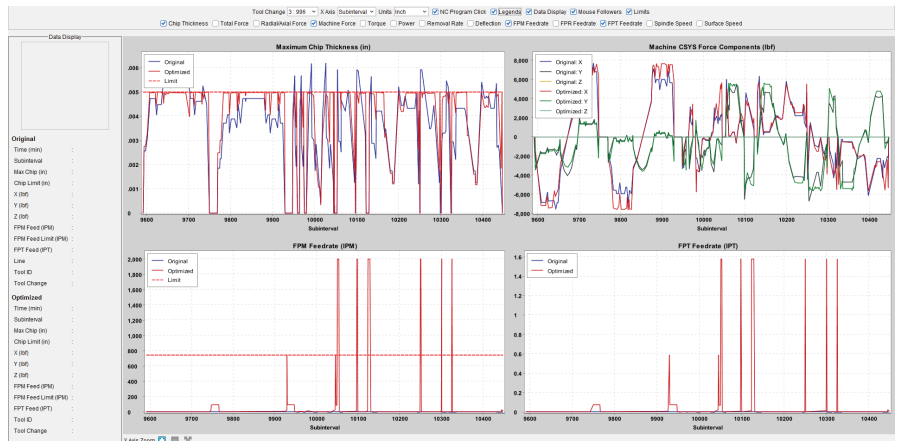 Tool Change 3 : 996 X Axis Subinterval Units Inch NC Program Click Legends Data Display Mouse Followers Limits
Chip Thickness Total Force Radial/Axial Force Machine Force Torque Power Removal Rate Deflection FPM Feedrate FPR Feedrate FPT Feedrate Spindle Speed Surface Speed
Data Display
Original
Time (min) :
Subinterval :
Max Chip (in) :
Chip Limit (in) :
X (lbf) :
Y (lbf) :
Z (lbf) :
FPM Feed (IPM) :
FPM Feed Limit (IPM) :
FPT Feed (IPT) :
Line :
Tool ID :
Tool Change :
Optimized
Time (min) :
Subinterval :
Max Chip (in) :
Chip Limit (in) :
X (lbf) :
Y (lbf) :
Z (lbf) :
FPM Feed (IPM) :
FPM Feed Limit (IPM) :
FPT Feed (IPT) :
Tool ID :
Tool Change :
Maximum Chip Thickness (in)
Original
Optimized
Limit
.006
.005
.004
.003
.002
.001
0
9600 9700 9800 9900 10000 10100 10200 10300 10400
Subinterval
Machine CSYS Force Components (lbf)
Original: X
Original: Y
Original: Z
Optimized: X
Optimized: Y
Optimized: Z
8,000
6,000
4,000
2,000
0
-2,000
-4,000
-6,000
-8,000
9600 9700 9800 9900 10000 10100 10200 10300 10400
Subinterval
FPM Feedrate (IPM)
Original
Optimized
Limit
2,000
1,800
1,600
1,400
1,200
1,000
800
600
400
200
0
9600 9700 9800 9900 10000 10100 10200 10300 10400
Subinterval
FPT Feedrate (IPT)
Original
Optimized
1.6
1.4
1.2
1
0.8
0.6
0.4
0.2
0
9600 9700 9800 9900 10000 10100 10200 10300 10400
Subinterval
X Axis Zoom